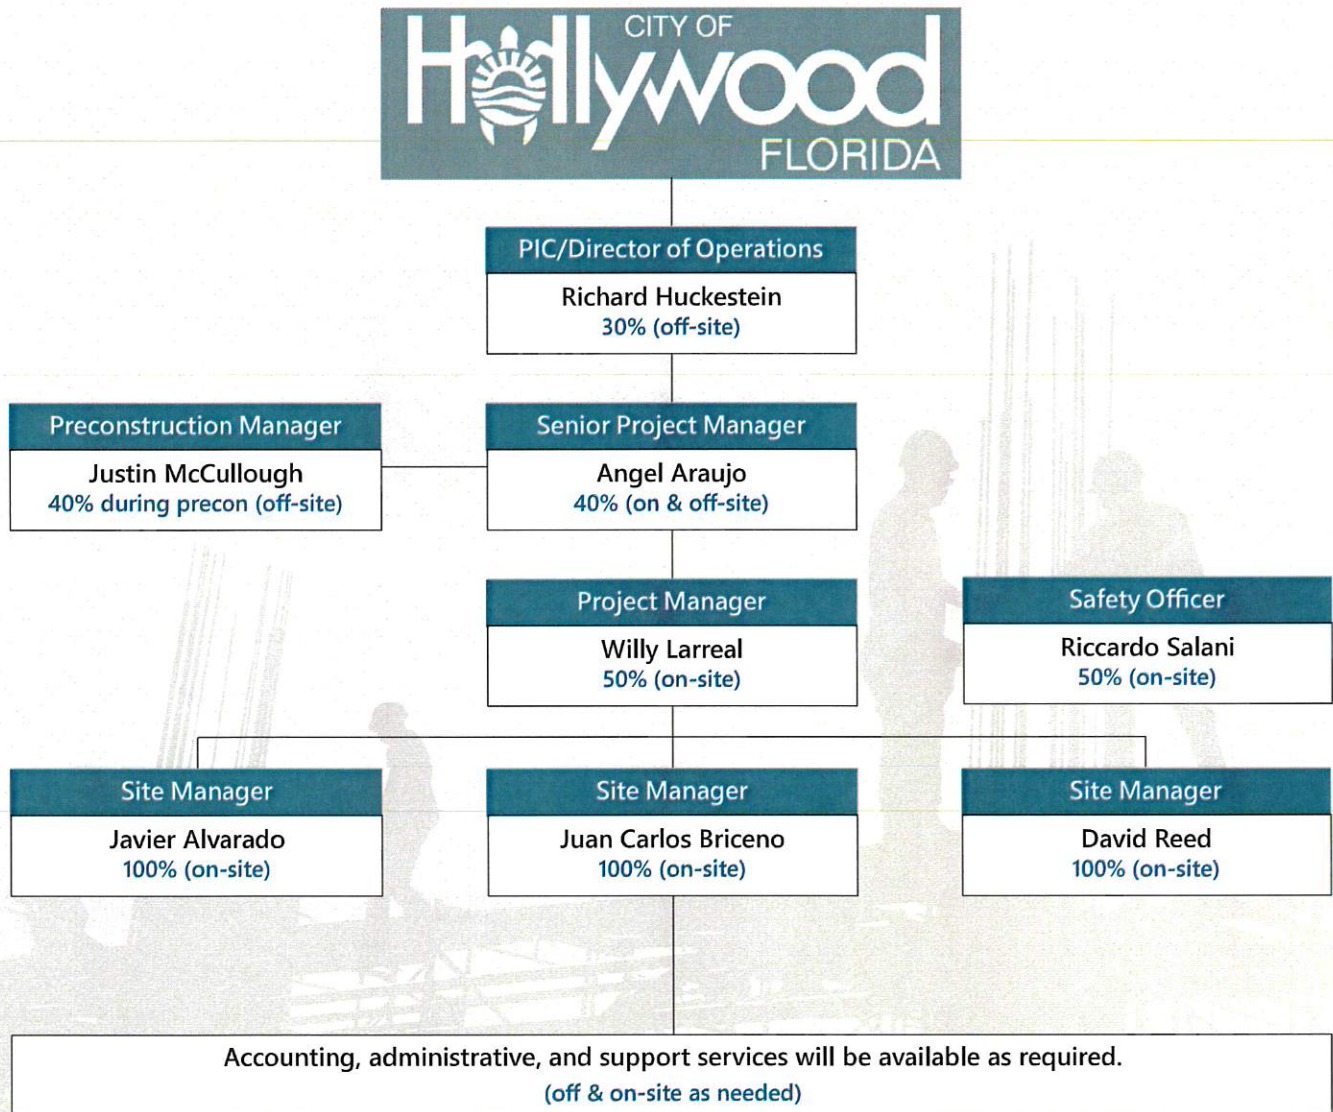 CITY OF
Hollywood
FLORIDA
PIC/Director of Operations
Richard Huckestein
30% (off-site)
Preconstruction Manager
Justin McCullough
40% during precon (off-site)
Senior Project Manager
Angel Araujo
40% (on & off-site)
Project Manager
Willy Larreal
50% (on-site)
Safety Officer
Riccardo Salani
50% (on-site)
Site Manager
Javier Alvarado
100% (on-site)
Site Manager
Juan Carlos Briceno
100% (on-site)
Site Manager
David Reed
100% (on-site)
Accounting, administrative, and support services will be available as required.
(off & on-site as needed)